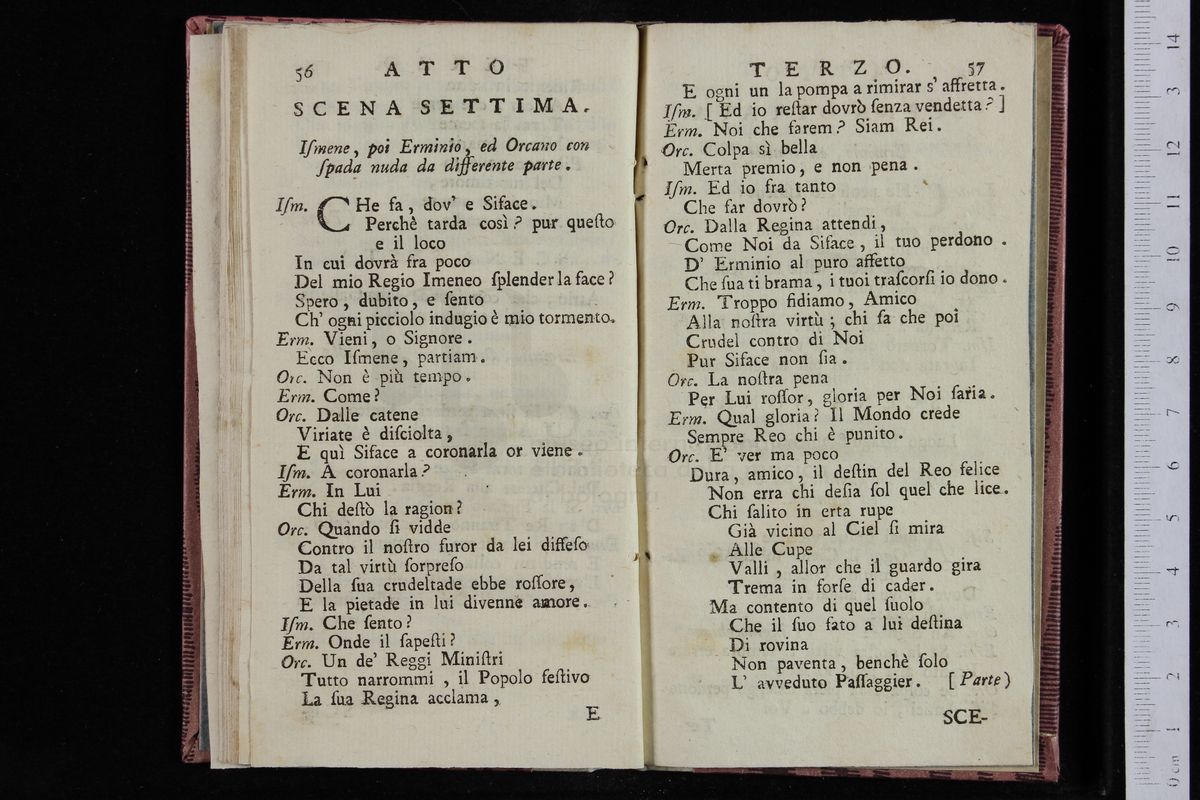 56 ATTO
SCENA SETTIMA.
Iſmene, poi Erminio, ed Orcano con
ſpada nuda da differente parte.
Iſm. CHe fa, dov' e Siface.
Perchè tarda così? pur queſto
e il loco
In cui dovrà fra poco
Del mio Regio Imeneo ſplender la face?
Spero, dubito, e ſento
Ch' ogni picciolo indugio è mio tormento.
Erm. Vieni, o Signore.
Ecco Iſmene, partiam.
Orc. Non è più tempo.
Erm. Come?
Orc. Dalle catene
Viriate è diſciolta,
E quì Siface a coronarla or viene.
Iſm. A coronarla?
Erm. In Lui
Chi deſtò la ragion?
Orc. Quando ſi vidde
Contro il noſtro furor da lei diffeſo
Da tal virtù ſorpreſo
Della ſua crudeltade ebbe roſſore,
E la pietade in lui divenne amore.
Iſm. Che ſento?
Erm. Onde il ſapeſti?
Orc. Un de' Reggi Miniſtri
Tutto narrommi, il Popolo feſtivo
La ſua Regina acclama,
E
TERZO. 57
E ogni un la pompa a rimirar s' affretta.
Iſm. [ Ed io reſtar dovrò ſenza vendetta? ]
Erm. Noi che farem? Siam Rei.
Orc. Colpa sì bella
Merta premio, e non pena.
Iſm. Ed io fra tanto
Che far dovrò?
Orc. Dalla Regina attendi,
Come Noi da Siface, il tuo perdono.
D' Erminio al puro affetto
Che ſua ti brama, i tuoi traſcorſi io dono.
Erm. Troppo fidiamo, Amico
Alla noſtra virtù; chi ſa che poi
Crudel contro di Noi
Pur Siface non ſia.
Orc. La noſtra pena
Per Lui roſſor, gloria per Noi ſaria.
Erm. Qual gloria? Il Mondo crede
Sempre Reo chi è punito.
Orc. E' ver ma poco
Dura, amico, il deſtin del Reo felice
Non erra chi deſia ſol quel che lice.
Chi ſalito in erta rupe
Già vicino al Ciel ſi mira
Alle Cupe
Valli, allor che il guardo gira
Trema in forſe di cader.
Ma contento di quel ſuolo
Che il ſuo fato a lui deſtina
Di rovina
Non paventa, benchè ſolo
L' avveduto Paſſaggier. [Parte)
SCE-